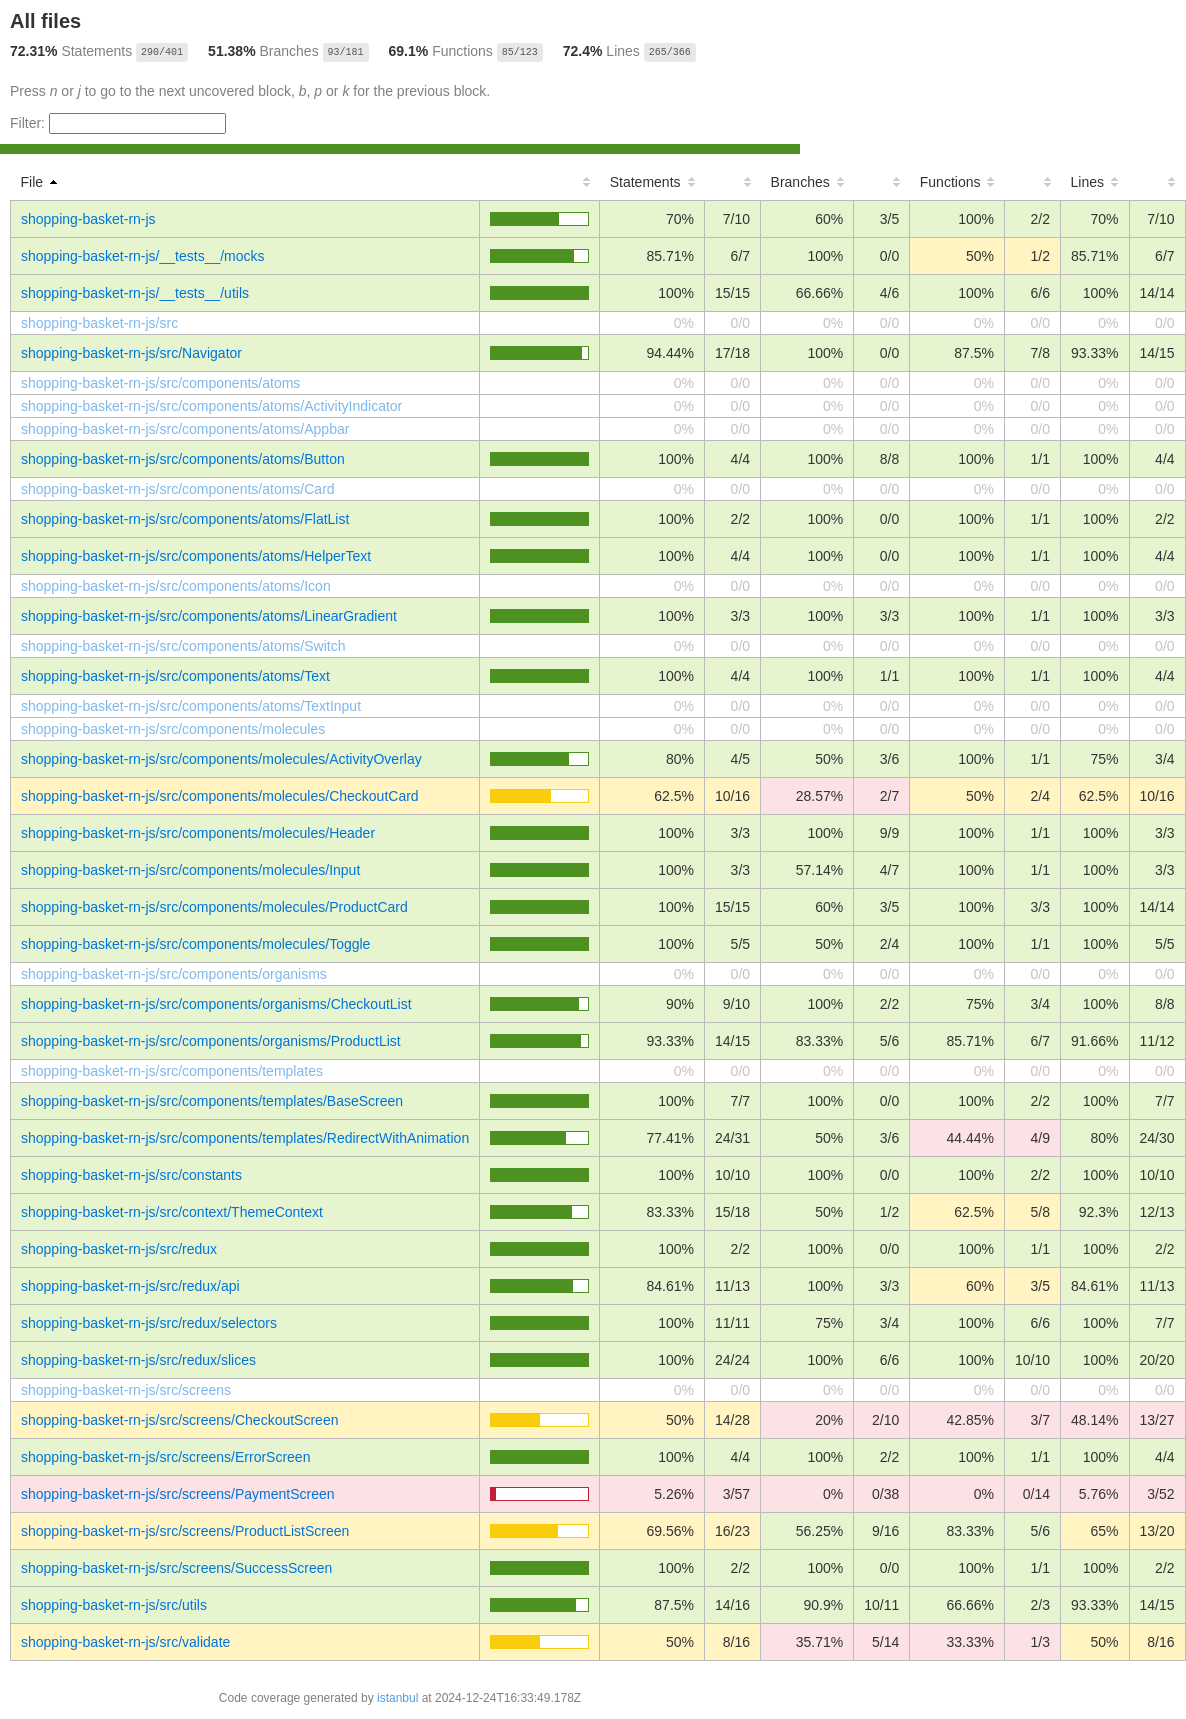 All files
72.31% Statements 290/401 51.38% Branches 93/181 69.1% Functions 85/123 72.4% Lines 265/366
Press n or j to go to the next uncovered block, b, p or k for the previous block.
Filter:
File Statements Branches Functions Lines
shopping-basket-rn-js 70% 7/10 60% 3/5 100% 2/2 70% 7/10
shopping-basket-rn-js/__tests__/mocks 85.71% 6/7 100% 0/0 50% 1/2 85.71% 6/7
shopping-basket-rn-js/__tests__/utils 100% 15/15 66.66% 4/6 100% 6/6 100% 14/14
shopping-basket-rn-js/src 0% 0/0 0% 0/0 0% 0/0 0% 0/0
shopping-basket-rn-js/src/Navigator 94.44% 17/18 100% 0/0 87.5% 7/8 93.33% 14/15
shopping-basket-rn-js/src/components/atoms 0% 0/0 0% 0/0 0% 0/0 0% 0/0
shopping-basket-rn-js/src/components/atoms/ActivityIndicator 0% 0/0 0% 0/0 0% 0/0 0% 0/0
shopping-basket-rn-js/src/components/atoms/Appbar 0% 0/0 0% 0/0 0% 0/0 0% 0/0
shopping-basket-rn-js/src/components/atoms/Button 100% 4/4 100% 8/8 100% 1/1 100% 4/4
shopping-basket-rn-js/src/components/atoms/Card 0% 0/0 0% 0/0 0% 0/0 0% 0/0
shopping-basket-rn-js/src/components/atoms/FlatList 100% 2/2 100% 0/0 100% 1/1 100% 2/2
shopping-basket-rn-js/src/components/atoms/HelperText 100% 4/4 100% 0/0 100% 1/1 100% 4/4
shopping-basket-rn-js/src/components/atoms/Icon 0% 0/0 0% 0/0 0% 0/0 0% 0/0
shopping-basket-rn-js/src/components/atoms/LinearGradient 100% 3/3 100% 3/3 100% 1/1 100% 3/3
shopping-basket-rn-js/src/components/atoms/Switch 0% 0/0 0% 0/0 0% 0/0 0% 0/0
shopping-basket-rn-js/src/components/atoms/Text 100% 4/4 100% 1/1 100% 1/1 100% 4/4
shopping-basket-rn-js/src/components/atoms/TextInput 0% 0/0 0% 0/0 0% 0/0 0% 0/0
shopping-basket-rn-js/src/components/molecules 0% 0/0 0% 0/0 0% 0/0 0% 0/0
shopping-basket-rn-js/src/components/molecules/ActivityOverlay 80% 4/5 50% 3/6 100% 1/1 75% 3/4
shopping-basket-rn-js/src/components/molecules/CheckoutCard 62.5% 10/16 28.57% 2/7 50% 2/4 62.5% 10/16
shopping-basket-rn-js/src/components/molecules/Header 100% 3/3 100% 9/9 100% 1/1 100% 3/3
shopping-basket-rn-js/src/components/molecules/Input 100% 3/3 57.14% 4/7 100% 1/1 100% 3/3
shopping-basket-rn-js/src/components/molecules/ProductCard 100% 15/15 60% 3/5 100% 3/3 100% 14/14
shopping-basket-rn-js/src/components/molecules/Toggle 100% 5/5 50% 2/4 100% 1/1 100% 5/5
shopping-basket-rn-js/src/components/organisms 0% 0/0 0% 0/0 0% 0/0 0% 0/0
shopping-basket-rn-js/src/components/organisms/CheckoutList 90% 9/10 100% 2/2 75% 3/4 100% 8/8
shopping-basket-rn-js/src/components/organisms/ProductList 93.33% 14/15 83.33% 5/6 85.71% 6/7 91.66% 11/12
shopping-basket-rn-js/src/components/templates 0% 0/0 0% 0/0 0% 0/0 0% 0/0
shopping-basket-rn-js/src/components/templates/BaseScreen 100% 7/7 100% 0/0 100% 2/2 100% 7/7
shopping-basket-rn-js/src/components/templates/RedirectWithAnimation 77.41% 24/31 50% 3/6 44.44% 4/9 80% 24/30
shopping-basket-rn-js/src/constants 100% 10/10 100% 0/0 100% 2/2 100% 10/10
shopping-basket-rn-js/src/context/ThemeContext 83.33% 15/18 50% 1/2 62.5% 5/8 92.3% 12/13
shopping-basket-rn-js/src/redux 100% 2/2 100% 0/0 100% 1/1 100% 2/2
shopping-basket-rn-js/src/redux/api 84.61% 11/13 100% 3/3 60% 3/5 84.61% 11/13
shopping-basket-rn-js/src/redux/selectors 100% 11/11 75% 3/4 100% 6/6 100% 7/7
shopping-basket-rn-js/src/redux/slices 100% 24/24 100% 6/6 100% 10/10 100% 20/20
shopping-basket-rn-js/src/screens 0% 0/0 0% 0/0 0% 0/0 0% 0/0
shopping-basket-rn-js/src/screens/CheckoutScreen 50% 14/28 20% 2/10 42.85% 3/7 48.14% 13/27
shopping-basket-rn-js/src/screens/ErrorScreen 100% 4/4 100% 2/2 100% 1/1 100% 4/4
shopping-basket-rn-js/src/screens/PaymentScreen 5.26% 3/57 0% 0/38 0% 0/14 5.76% 3/52
shopping-basket-rn-js/src/screens/ProductListScreen 69.56% 16/23 56.25% 9/16 83.33% 5/6 65% 13/20
shopping-basket-rn-js/src/screens/SuccessScreen 100% 2/2 100% 0/0 100% 1/1 100% 2/2
shopping-basket-rn-js/src/utils 87.5% 14/16 90.9% 10/11 66.66% 2/3 93.33% 14/15
shopping-basket-rn-js/src/validate 50% 8/16 35.71% 5/14 33.33% 1/3 50% 8/16
Code coverage generated by istanbul at 2024-12-24T16:33:49.178Z